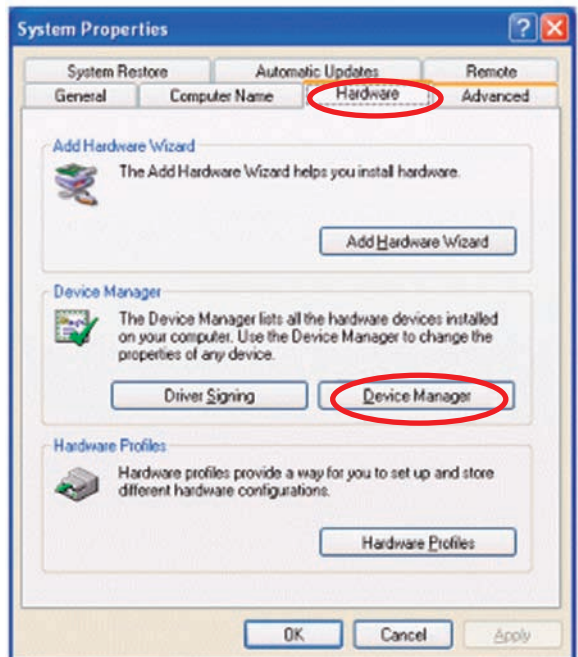 System Properties
System Restore Automatic Updates Remote
General Computer Name Hardware Advanced
Add Hardware Wizard
The Add Hardware Wizard helps you install hardware.
Add Hardware Wizard
Device Manager
The Device Manager lists all the hardware devices installed
on your computer. Use the Device Manager to change the
properties of any device.
Driver Signing Device Manager
Hardware Profiles
Hardware profiles provide a way for you to set up and store
different hardware configurations.
Hardware Profiles
OK Cancel Apply